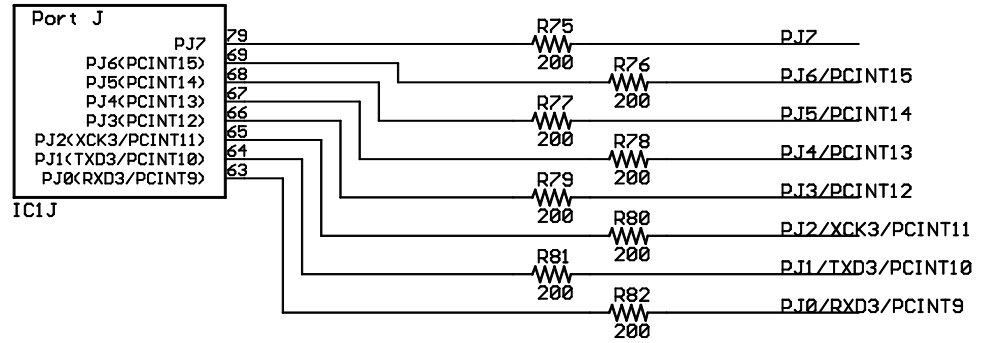 Port J
PJ7 79 R75 200 PJ7
PJ6(PCINT15) 69 R76 200 PJ6/PCINT15
PJ5(PCINT14) 68 R77 200 PJ5/PCINT14
PJ4(PCINT13) 67 R78 200 PJ4/PCINT13
PJ3(PCINT12) 66 R79 200 PJ3/PCINT12
PJ2(XCK3/PCINT11) 65 R80 200 PJ2/XCK3/PCINT11
PJ1(TXD3/PCINT10) 64 R81 200 PJ1/TXD3/PCINT10
PJ0(RXD3/PCINT9) 63 R82 200 PJ0/RXD3/PCINT9
IC1J